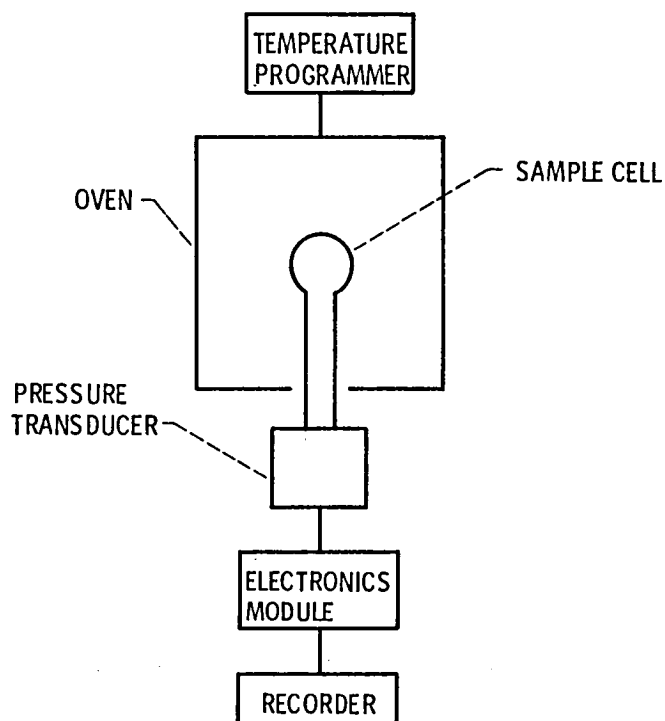 TEMPERATURE
PROGRAMMER
SAMPLE CELL
OVEN
PRESSURE
TRANSDUCER
ELECTRONICS
MODULE
RECORDER